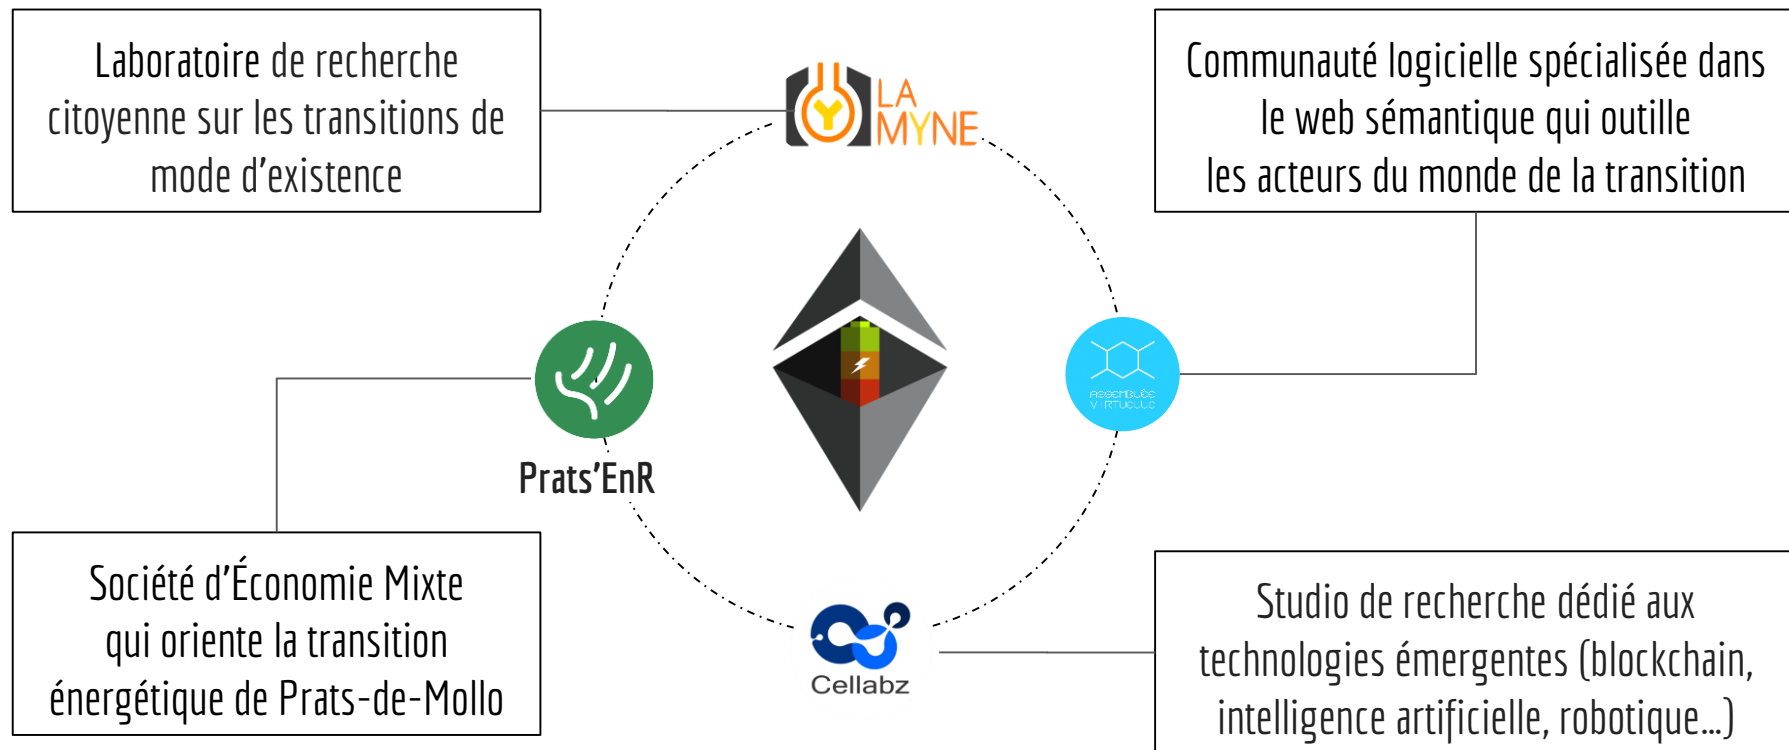 Laboratoire de recherche
citoyenne sur les transitions de
mode d'existence
LA
MYNE
Communauté logicielle spécialisée dans
le web sémantique qui outille
les acteurs du monde de la transition
ASSEMBLÉE
VIRTUELLE
Prats'EnR
Société d'Économie Mixte
qui oriente la transition
énergétique de Prats-de-Mollo
Cellabz
Studio de recherche dédié aux
technologies émergentes (blockchain,
intelligence artificielle, robotique...)